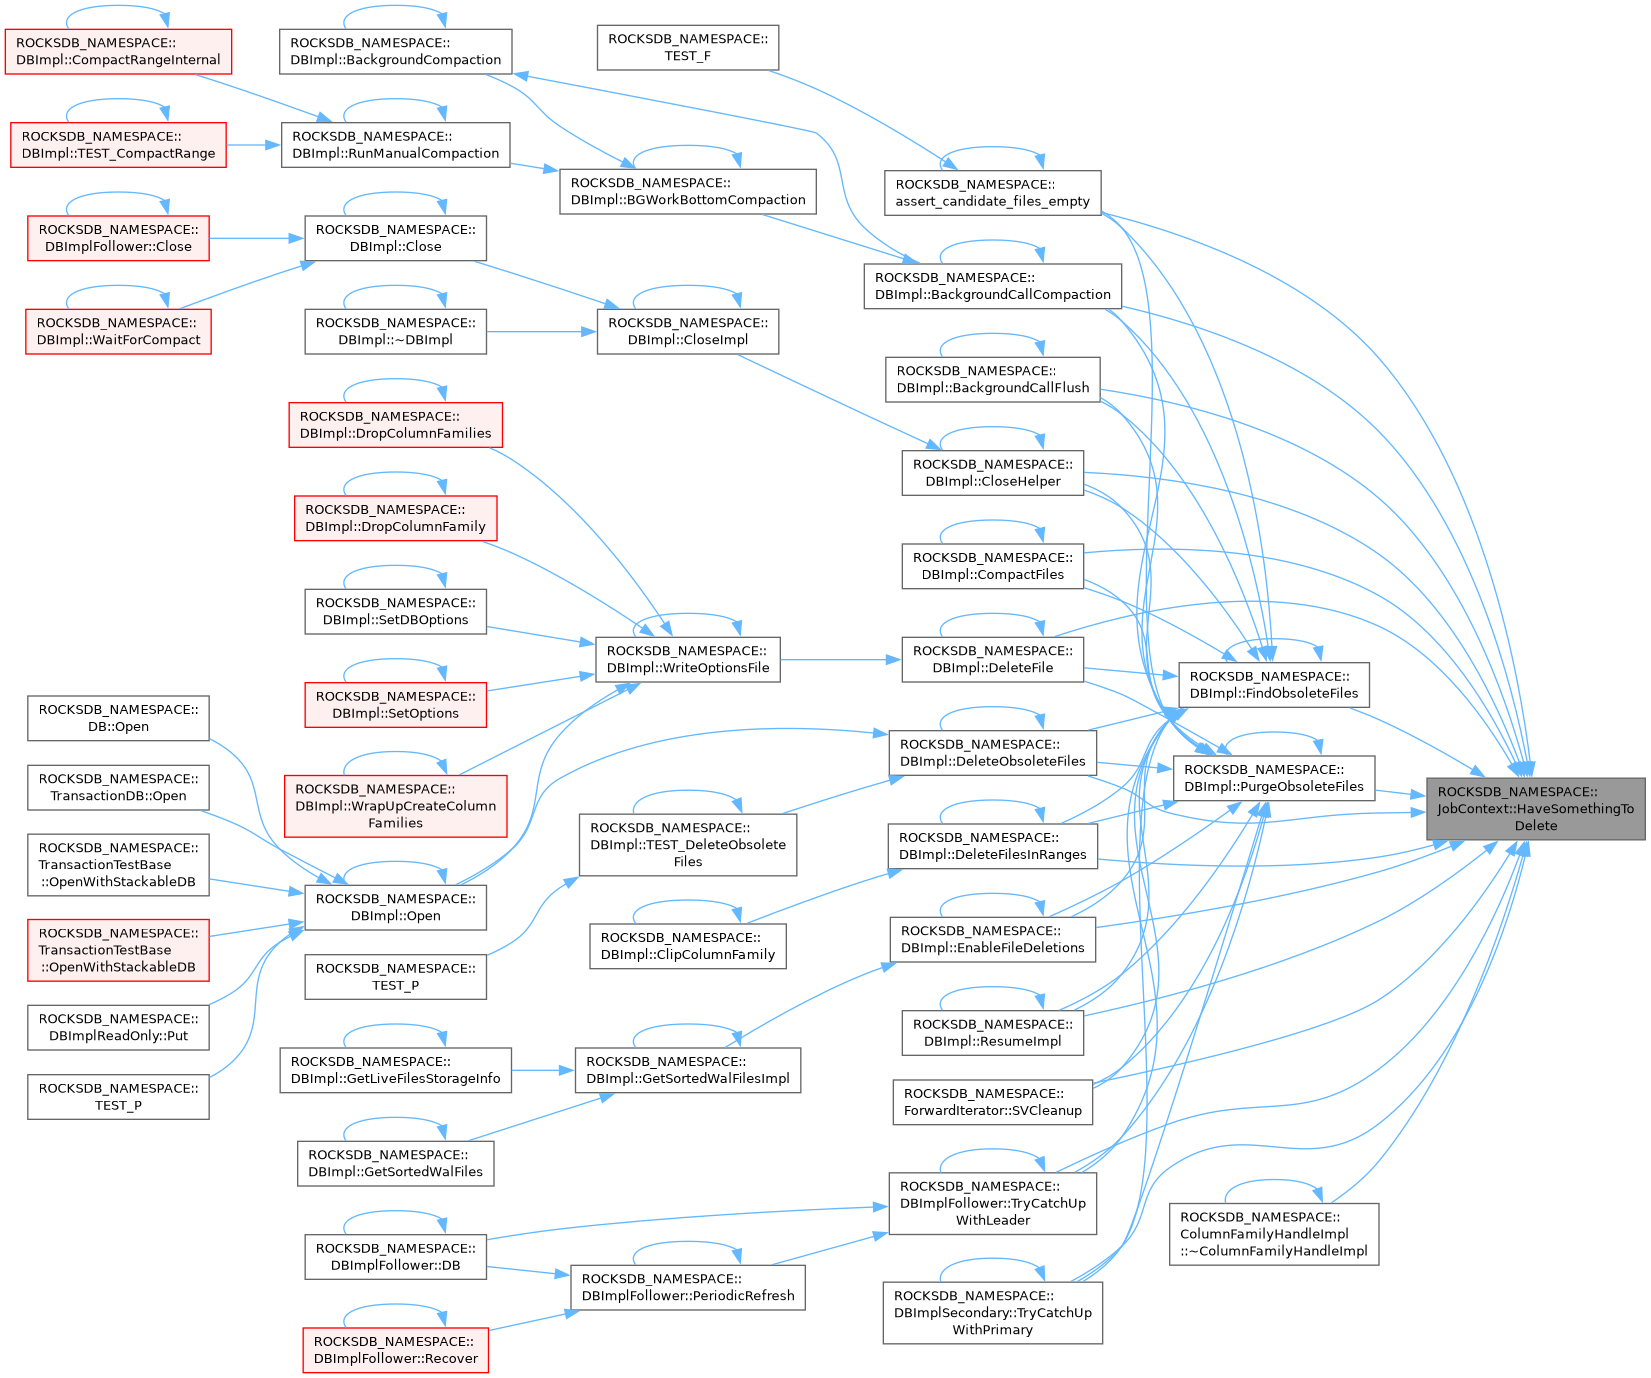 ROCKSDB_NAMESPACE::
DBImpl::CompactRangeInternal
ROCKSDB_NAMESPACE::
DBImpl::TEST_CompactRange
ROCKSDB_NAMESPACE::
DBImplFollower::Close
ROCKSDB_NAMESPACE::
DBImpl::WaitForCompact
ROCKSDB_NAMESPACE::
DB::Open
ROCKSDB_NAMESPACE::
TransactionDB::Open
ROCKSDB_NAMESPACE::
TransactionTestBase
::OpenWithStackableDB
ROCKSDB_NAMESPACE::
TransactionTestBase
::OpenWithStackableDB
ROCKSDB_NAMESPACE::
DBImplReadOnly::Put
ROCKSDB_NAMESPACE::
TEST_P
ROCKSDB_NAMESPACE::
DBImpl::BackgroundCompaction
ROCKSDB_NAMESPACE::
DBImpl::RunManualCompaction
ROCKSDB_NAMESPACE::
DBImpl::Close
ROCKSDB_NAMESPACE::
DBImpl::~DBImpl
ROCKSDB_NAMESPACE::
DBImpl::DropColumnFamilies
ROCKSDB_NAMESPACE::
DBImpl::DropColumnFamily
ROCKSDB_NAMESPACE::
DBImpl::SetDBOptions
ROCKSDB_NAMESPACE::
DBImpl::SetOptions
ROCKSDB_NAMESPACE::
DBImpl::WrapUpCreateColumn
Families
ROCKSDB_NAMESPACE::
DBImpl::Open
ROCKSDB_NAMESPACE::
TEST_P
ROCKSDB_NAMESPACE::
DBImpl::GetLiveFilesStorageInfo
ROCKSDB_NAMESPACE::
DBImpl::GetSortedWalFiles
ROCKSDB_NAMESPACE::
DBImplFollower::DB
ROCKSDB_NAMESPACE::
DBImplFollower::Recover
ROCKSDB_NAMESPACE::
TEST_F
ROCKSDB_NAMESPACE::
DBImpl::BGWorkBottomCompaction
ROCKSDB_NAMESPACE::
DBImpl::CloseImpl
ROCKSDB_NAMESPACE::
DBImpl::WriteOptionsFile
ROCKSDB_NAMESPACE::
DBImpl::TEST_DeleteObsolete
Files
ROCKSDB_NAMESPACE::
DBImpl::ClipColumnFamily
ROCKSDB_NAMESPACE::
DBImpl::GetSortedWalFilesImpl
ROCKSDB_NAMESPACE::
DBImplFollower::PeriodicRefresh
ROCKSDB_NAMESPACE::
assert_candidate_files_empty
ROCKSDB_NAMESPACE::
DBImpl::BackgroundCallCompaction
ROCKSDB_NAMESPACE::
DBImpl::BackgroundCallFlush
ROCKSDB_NAMESPACE::
DBImpl::CloseHelper
ROCKSDB_NAMESPACE::
DBImpl::CompactFiles
ROCKSDB_NAMESPACE::
DBImpl::DeleteFile
ROCKSDB_NAMESPACE::
DBImpl::DeleteObsoleteFiles
ROCKSDB_NAMESPACE::
DBImpl::DeleteFilesInRanges
ROCKSDB_NAMESPACE::
DBImpl::EnableFileDeletions
ROCKSDB_NAMESPACE::
DBImpl::ResumeImpl
ROCKSDB_NAMESPACE::
ForwardIterator::SVCleanup
ROCKSDB_NAMESPACE::
DBImplFollower::TryCatchUp
WithLeader
ROCKSDB_NAMESPACE::
DBImplSecondary::TryCatchUp
WithPrimary
ROCKSDB_NAMESPACE::
DBImpl::FindObsoleteFiles
ROCKSDB_NAMESPACE::
DBImpl::PurgeObsoleteFiles
ROCKSDB_NAMESPACE::
ColumnFamilyHandleImpl
::~ColumnFamilyHandleImpl
ROCKSDB_NAMESPACE::
JobContext::HaveSomethingTo
Delete